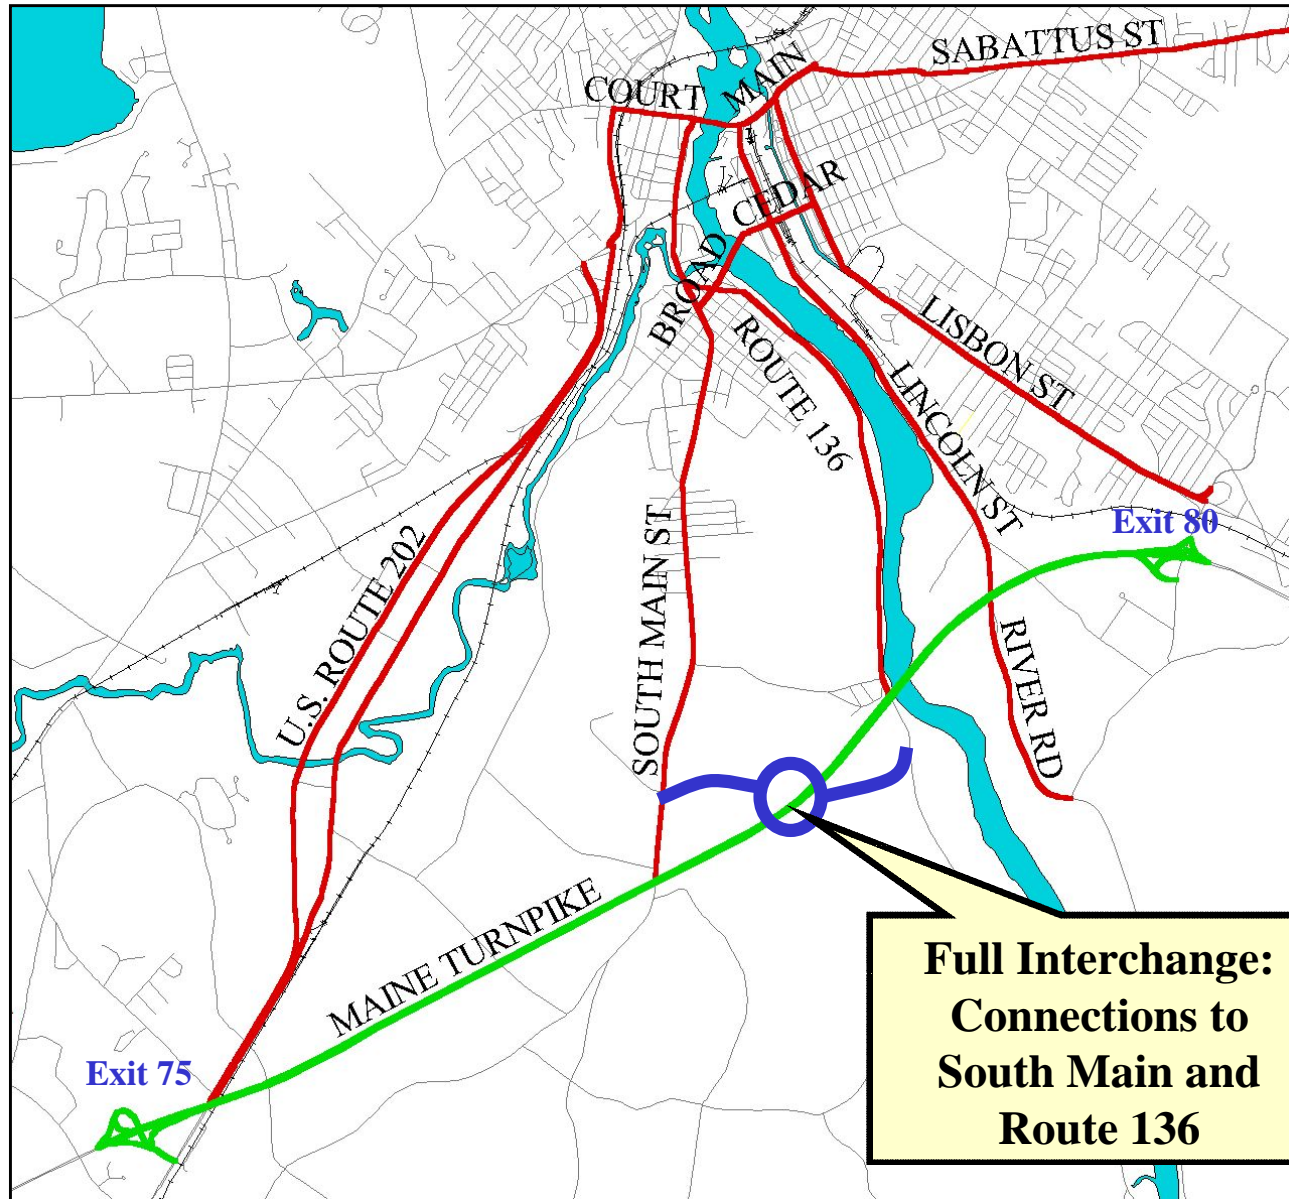 SABATTUS ST
COURT
MAIN
CEDAR
BROAD
ROUTE 136
LISBON ST
LINCOLN ST
Exit 80
U.S. ROUTE 202
SOUTH MAIN ST
RIVER RD
MAINE TURNPIKE
Exit 75
Full Interchange:
Connections to
South Main and
Route 136